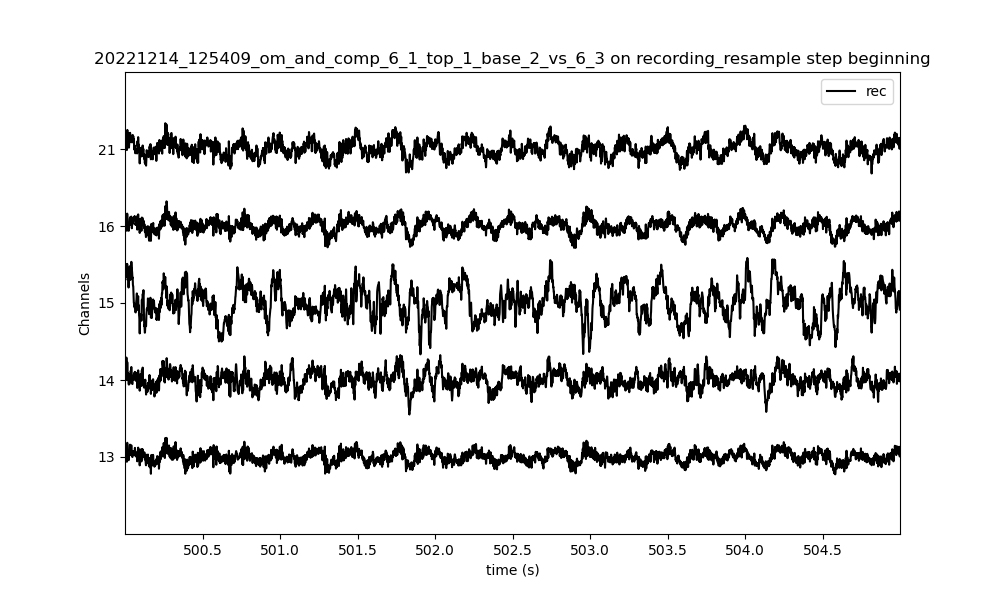 20221214_125409_om_and_comp_6_1_top_1_base_2_vs_6_3 on recording_resample step beginning
rec
Channels
21
16
15
14
13
500.5 501.0 501.5 502.0 502.5 503.0 503.5 504.0 504.5
time (s)